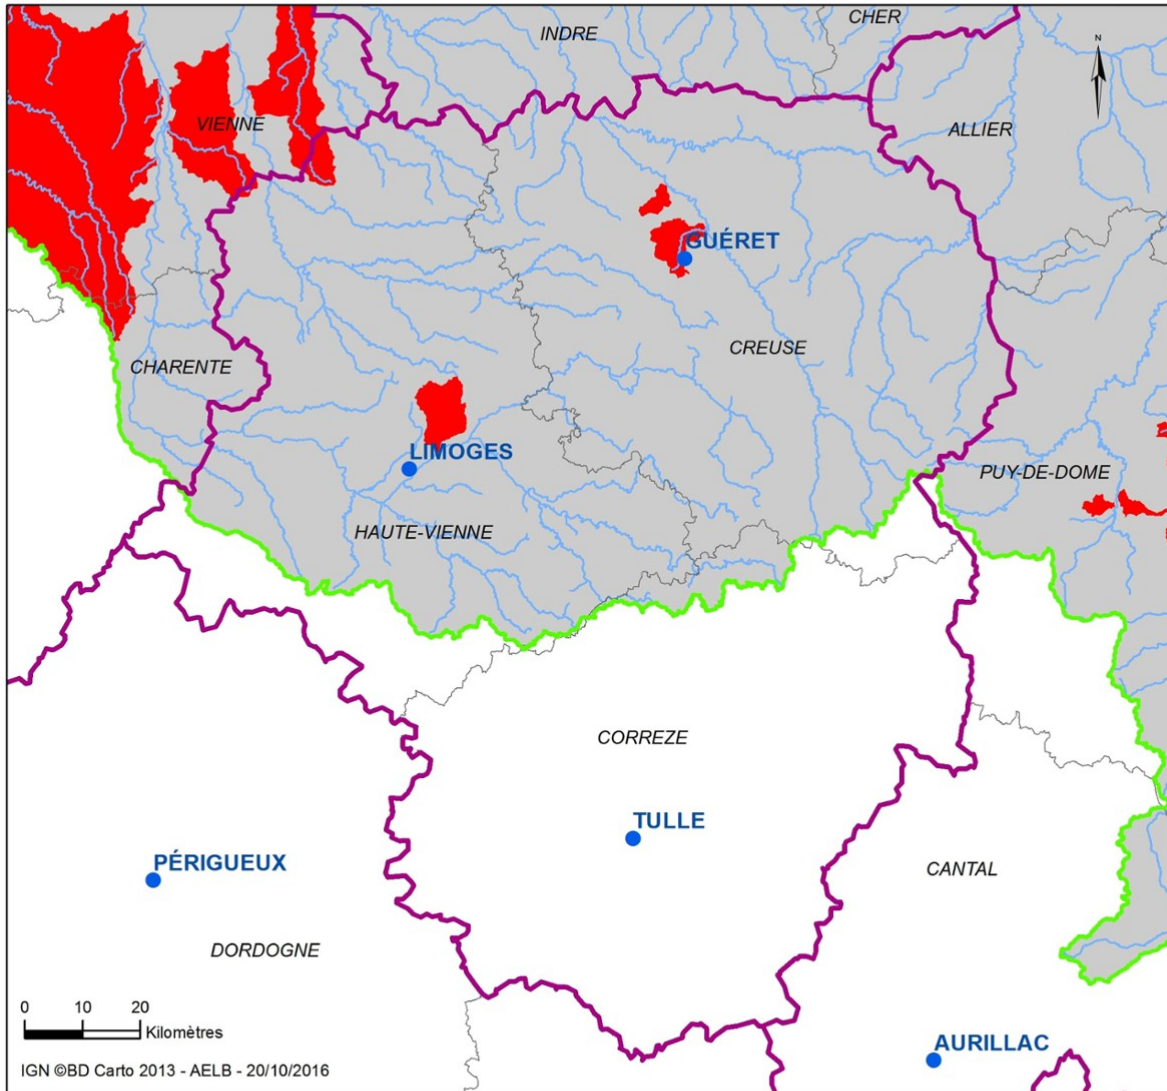 CHER
INDRE
N
VIENNE
ALLIER
GUÉRET
CREUSE
CHARENTE
LIMOGES
PUY-DE-DOME
HAUTE-VIENNE
CORREZE
TULLE
PÉRIGUEUX
CANTAL
DORDOGNE
0 10 20
Kilomètres
AURILLAC
IGN ©BD Carto 2013 - AELB - 20/10/2016